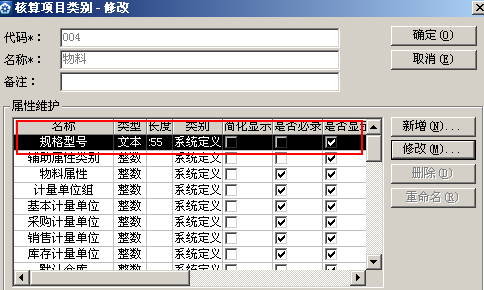 核算项目类别 - 修改
代码*： 004
名称*： 物料
备注：
确定(O)
取消(I)
属性维护
名称 类型 长度 类别 简化显示 是否必录 是否显示
规格型号 文本 :55 系统定义
辅助属性类别 整数 系统定义
物料属性 整数 系统定义
计量单位组 整数 系统定义
基本计量单位 整数 系统定义
采购计量单位 整数 系统定义
销售计量单位 整数 系统定义
库存计量单位 整数 系统定义
默认仓库 整数 系统定义
新增(N)...
修改(M)...
删除(D)
重命名(R)